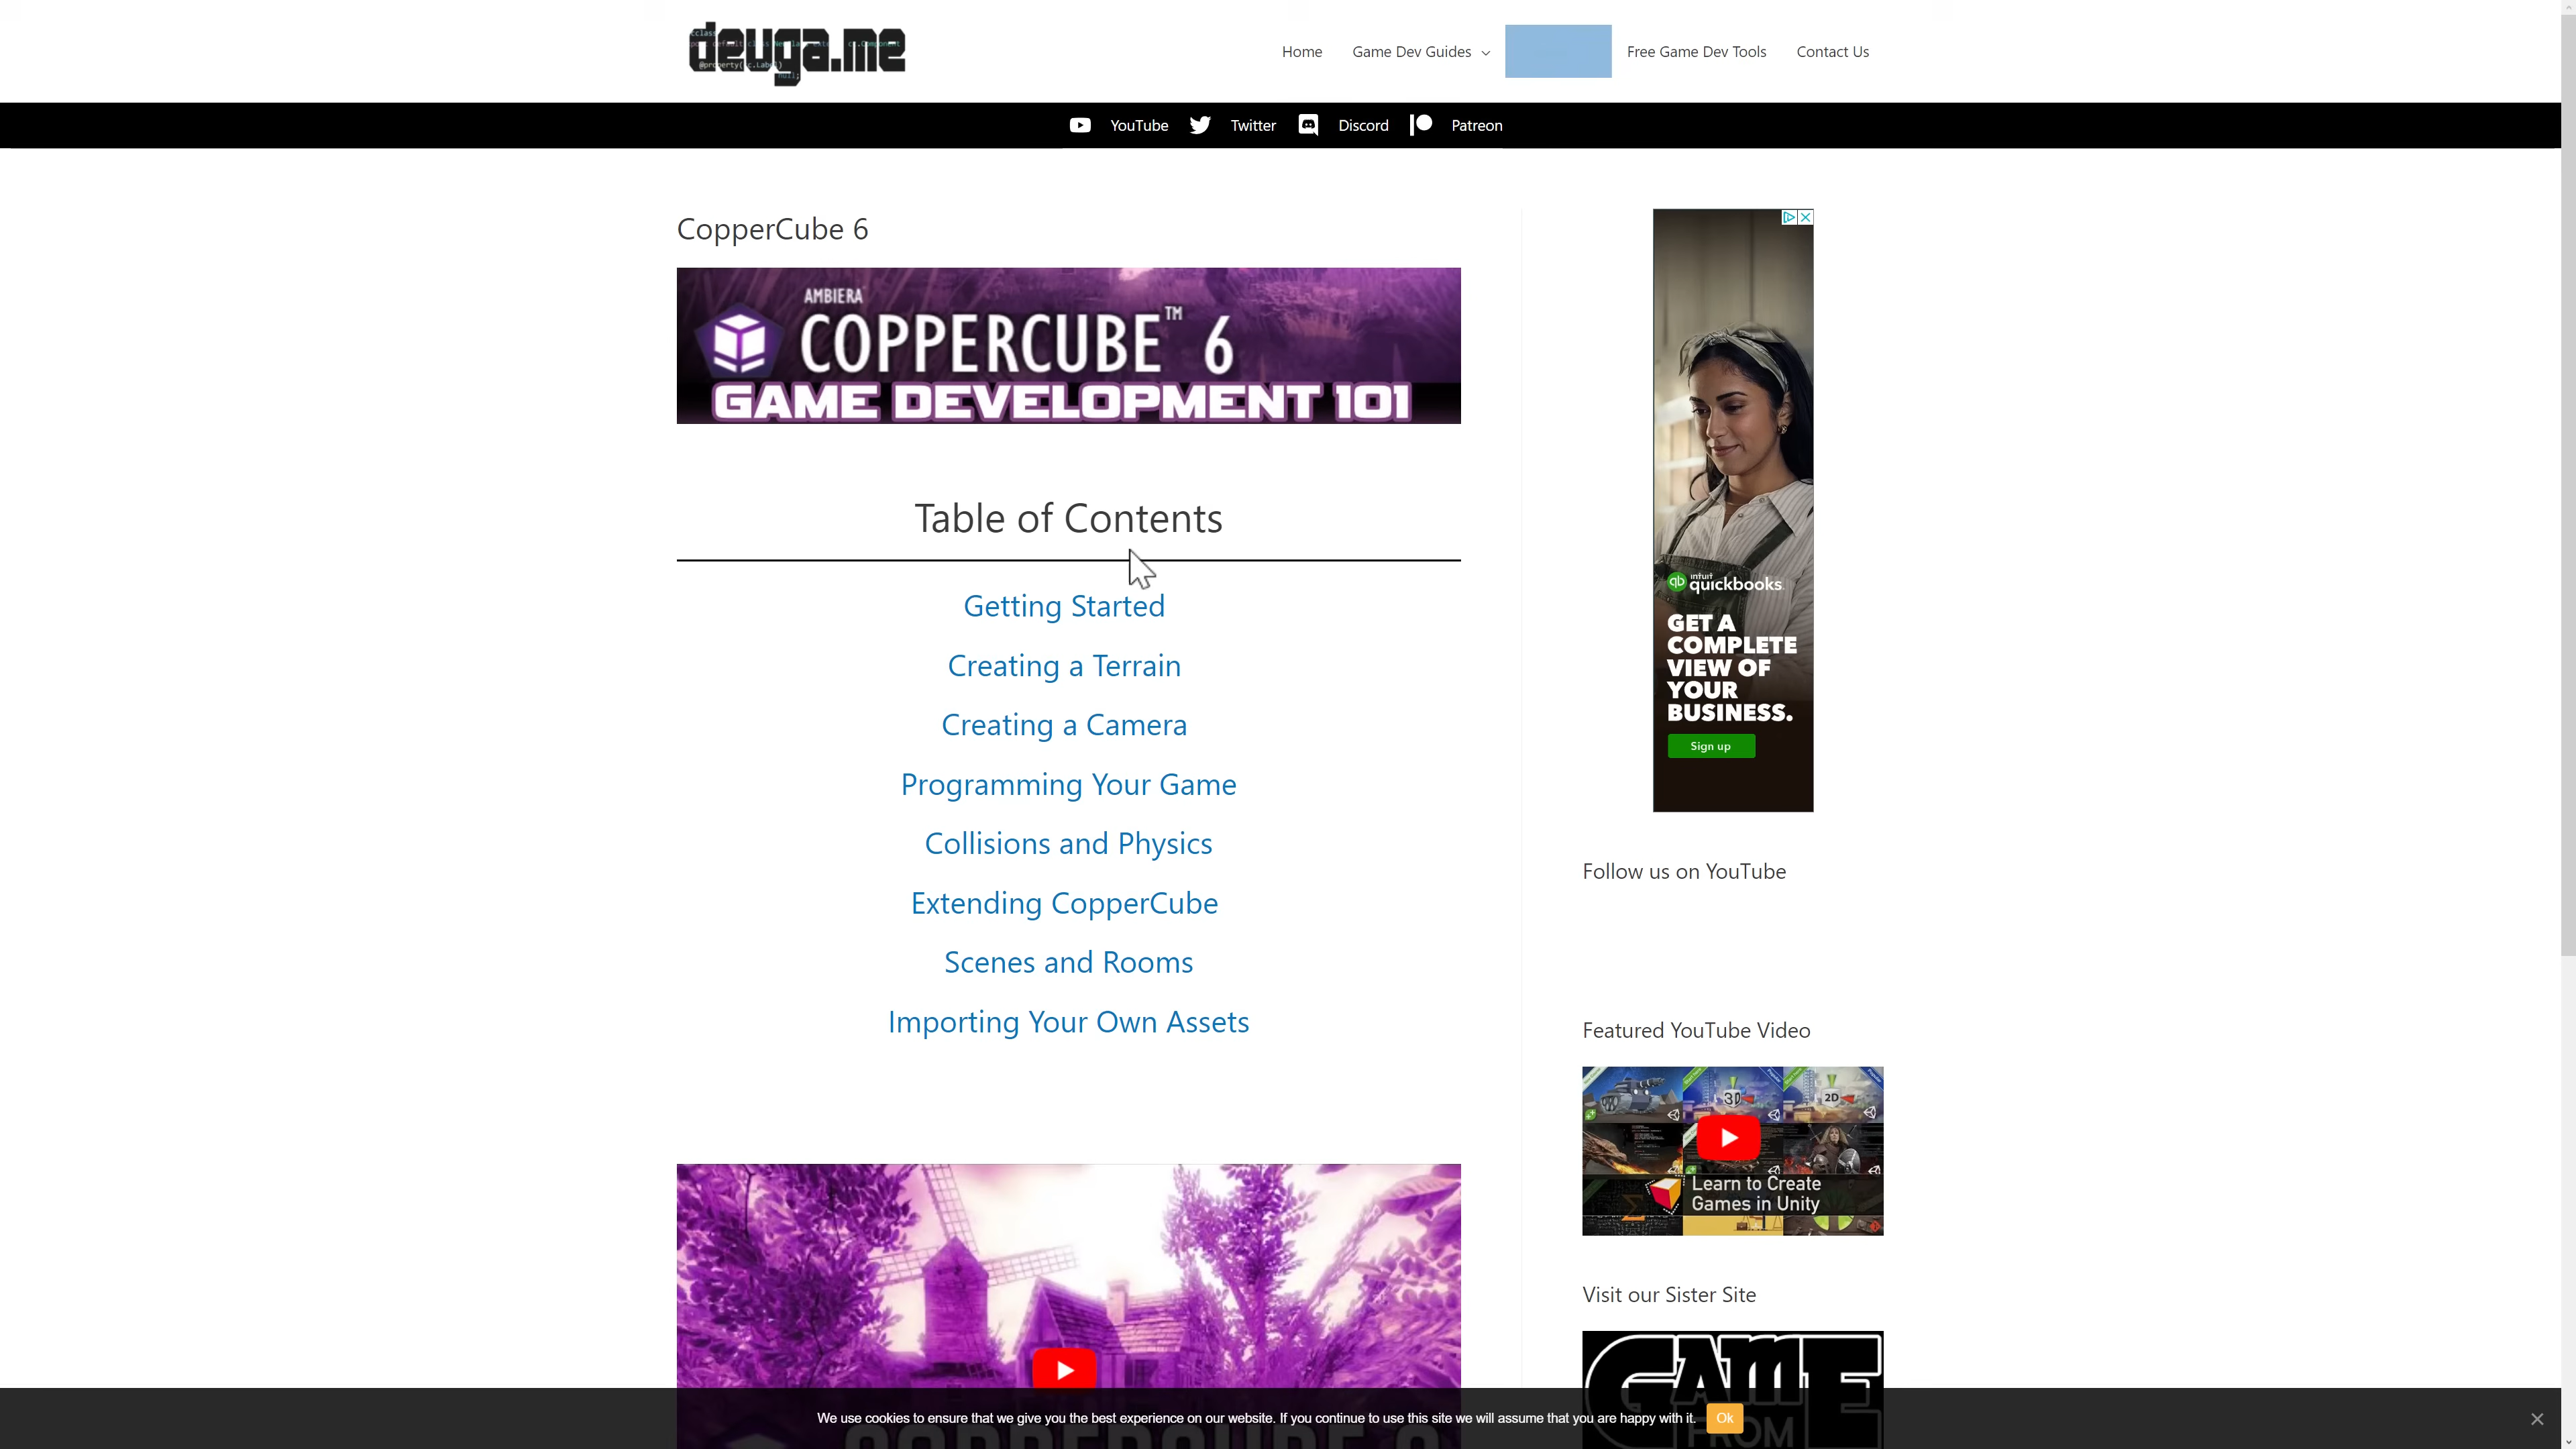 devga.me
Home
Game Dev Guides
Free Game Dev Tools
Contact Us
YouTube
Twitter
Discord
Patreon
CopperCube 6
AMBIERA
COPPERCUBE™ 6
GAME DEVELOPMENT 101
Table of Contents
Getting Started
Creating a Terrain
Creating a Camera
Programming Your Game
Collisions and Physics
Extending CopperCube
Scenes and Rooms
Importing Your Own Assets
qb intuit quickbooks.
GET A
COMPLETE
VIEW OF
YOUR
BUSINESS.
Sign up
Follow us on YouTube
Featured YouTube Video
3D
2D
Learn to Create
Games in Unity
Visit our Sister Site
GAME
FROM
We use cookies to ensure that we give you the best experience on our website. If you continue to use this site we will assume that you are happy with it.
Ok